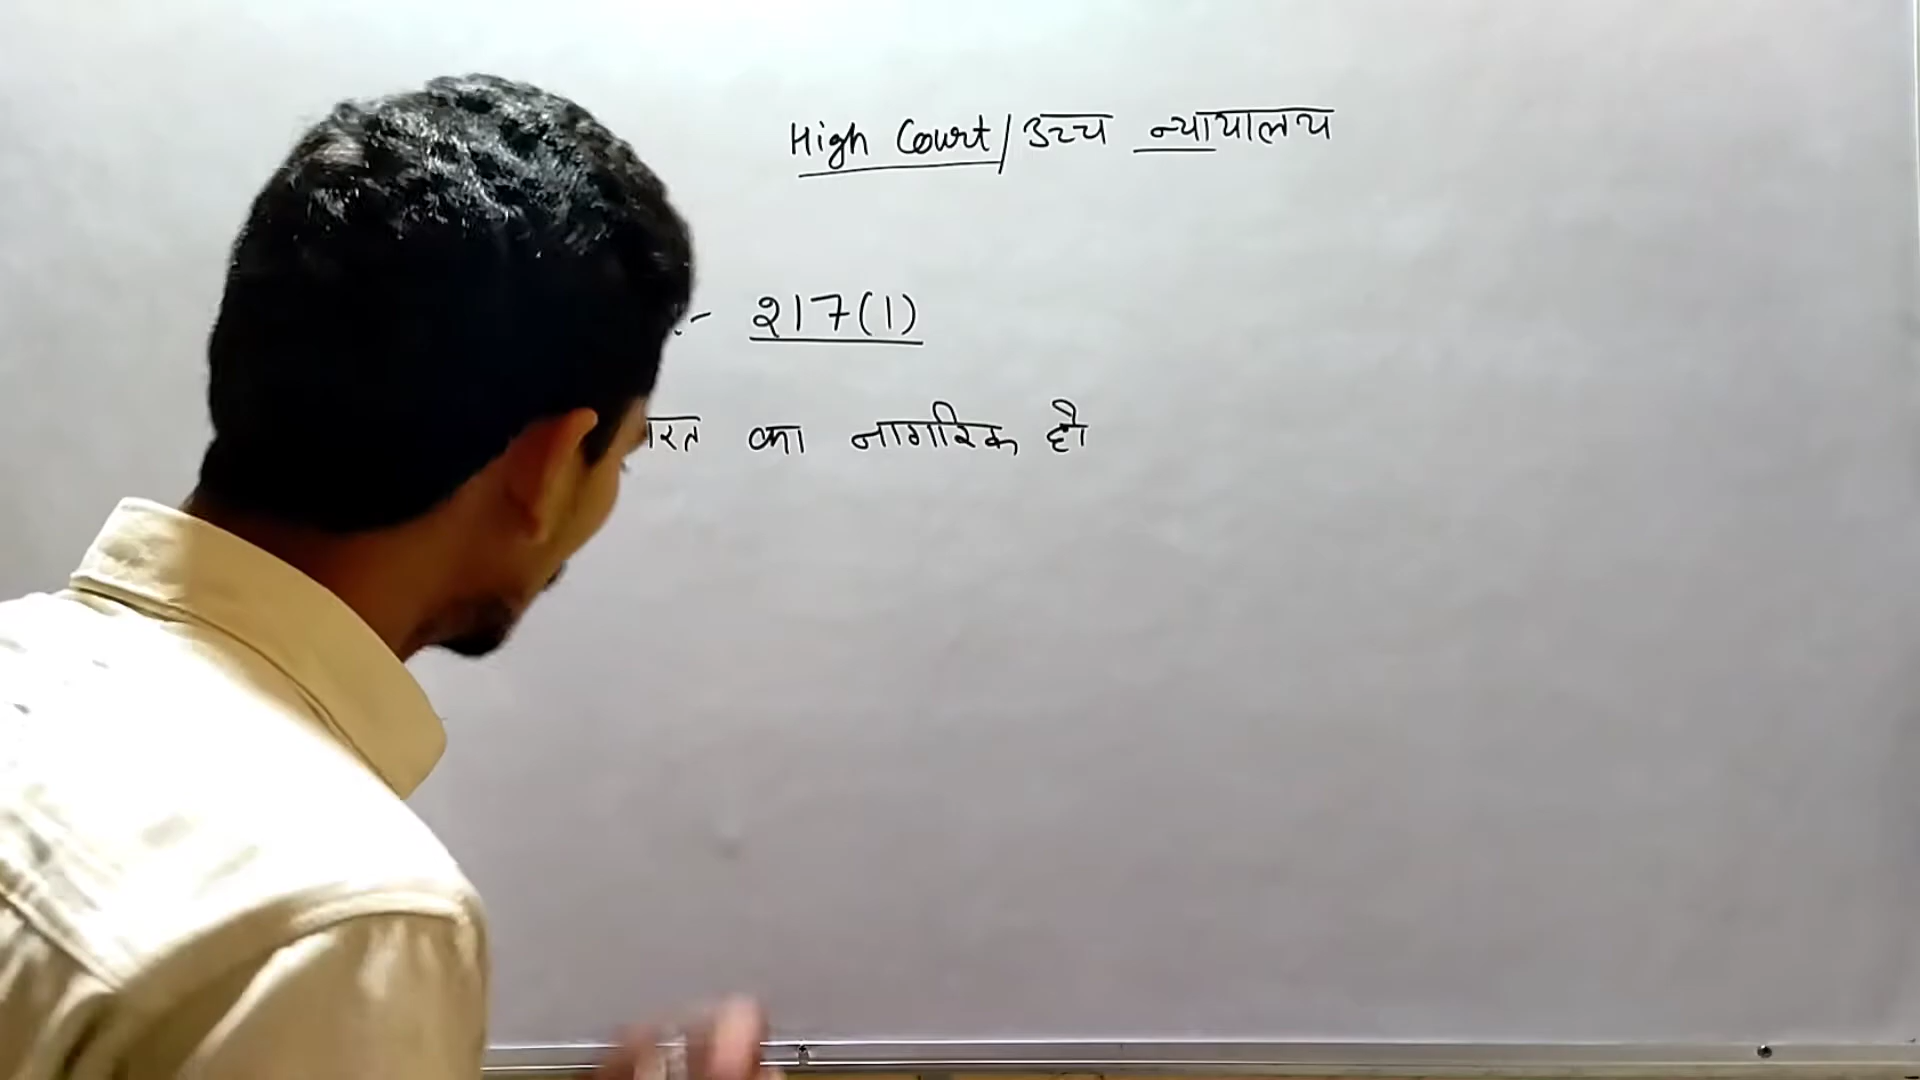 High Court/उच्च न्यायालय
:- 217(1)
का नागरिक हो